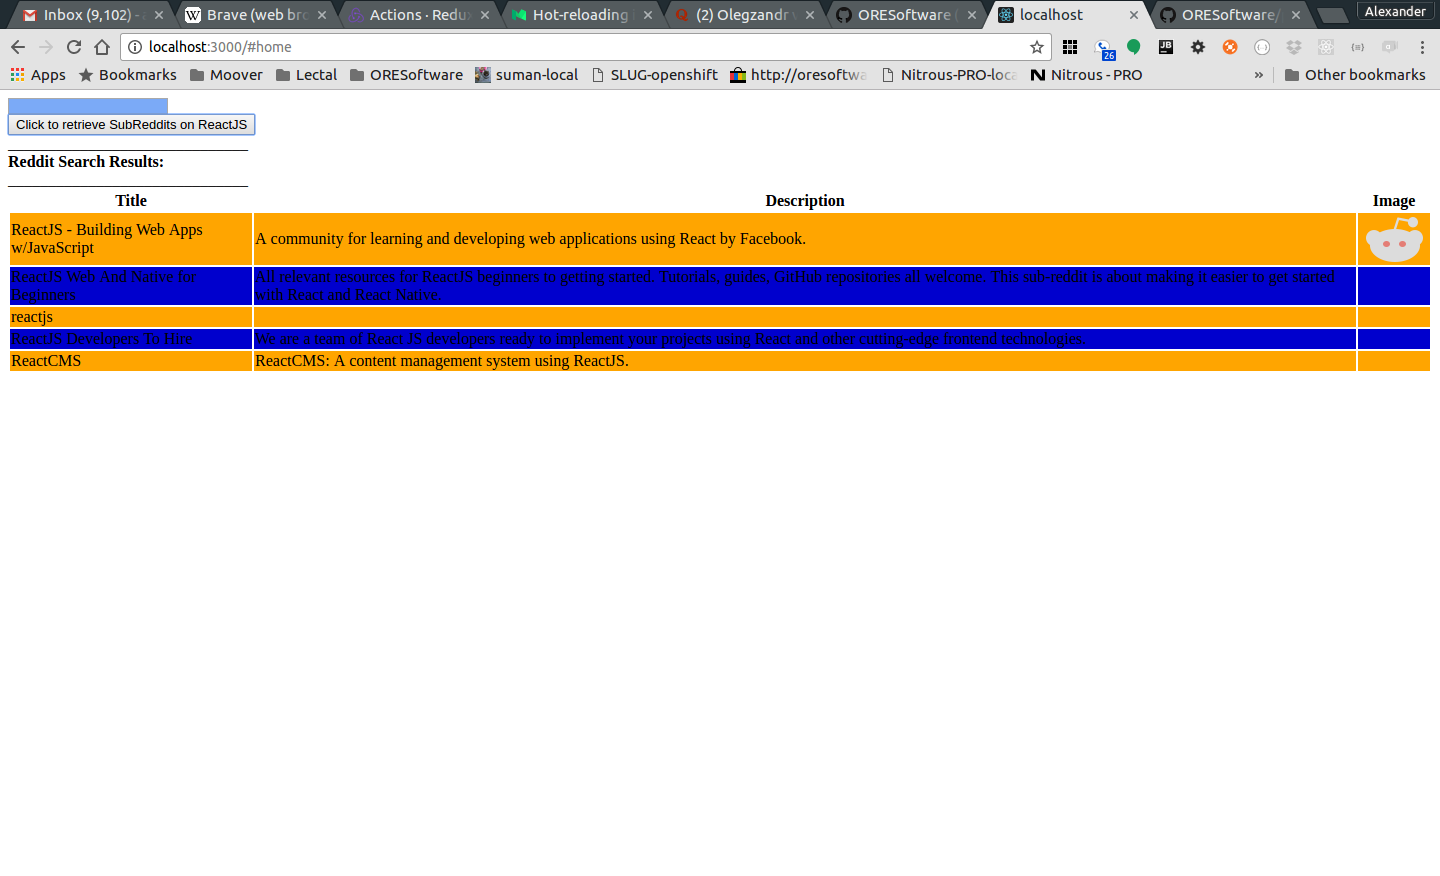 Inbox (9,102) - Brave (web bro Actions · Redux Hot-reloading (2) Olegzandr ORESoftware ( localhost ORESoftware/ Alexander
localhost:3000/#home
26
Apps Bookmarks Moover Lectal ORESoftware suman-local SLUG-openshift http://oresoftwa Nitrous-PRO-loca Nitrous - PRO » Other bookmarks
Click to retrieve SubReddits on ReactJS
Reddit Search Results:
Title Description Image
ReactJS - Building Web Apps
w/JavaScript
A community for learning and developing web applications using React by Facebook.
ReactJS Web And Native for
Beginners
All relevant resources for ReactJS beginners to getting started. Tutorials, guides, GitHub repositories all welcome. This sub-reddit is about making it easier to get started
with React and React Native.
reactjs
ReactJS Developers To Hire We are a team of React JS developers ready to implement your projects using React and other cutting-edge frontend technologies.
ReactCMS ReactCMS: A content management system using ReactJS.